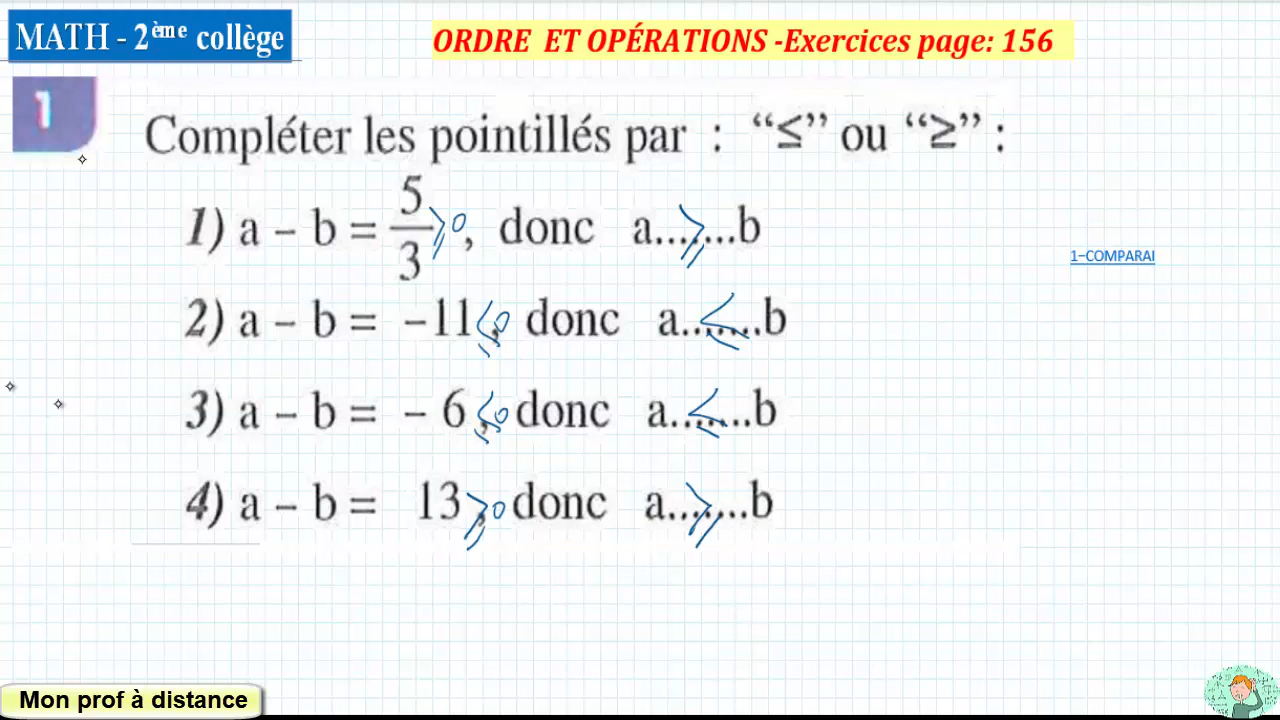 MATH - 2ème collège
ORDRE ET OPÉRATIONS -Exercices page: 156
1
Compléter les pointillés par : “≤” ou “≥” :
1) a – b = 5/3 ⩾0, donc a...⩾...b
1–COMPARAI
2) a – b = –11 ⩽0, donc a...⩽...b
3) a – b = – 6 ⩽0, donc a...⩽...b
4) a – b = 13 ⩾0, donc a...⩾...b
Mon prof à distance